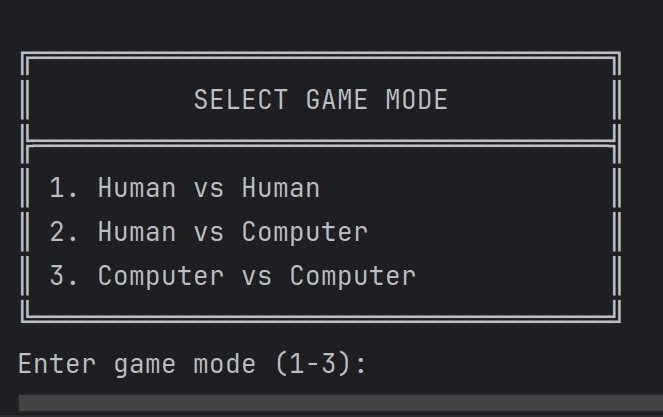 SELECT GAME MODE
1. Human vs Human
2. Human vs Computer
3. Computer vs Computer
Enter game mode (1-3):